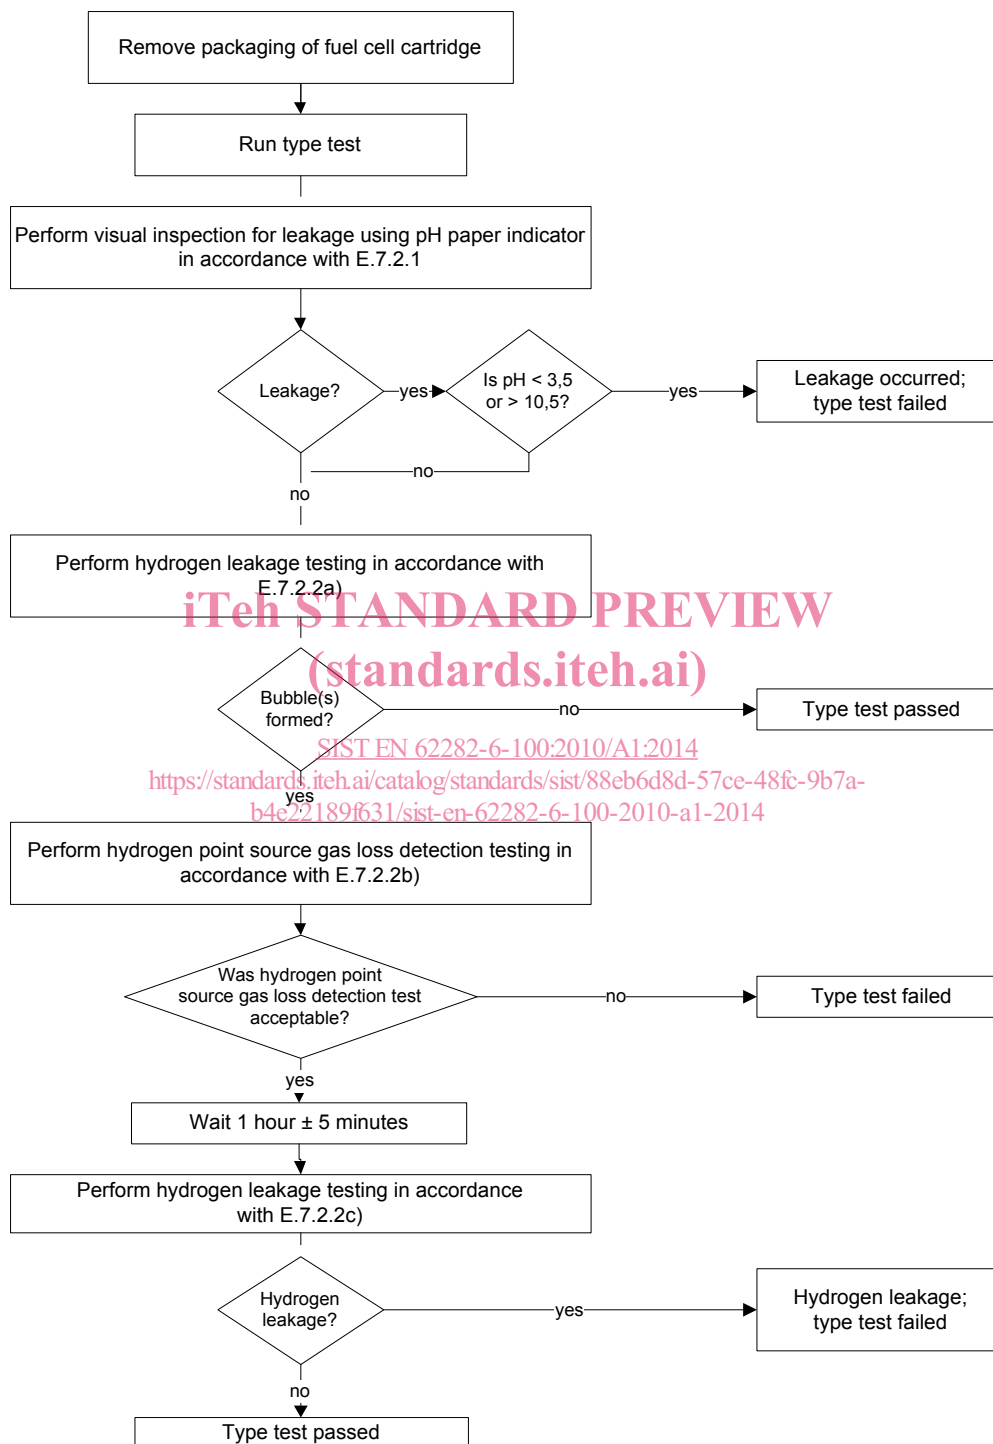 Remove packaging of fuel cell cartridge
Run type test
Perform visual inspection for leakage using pH paper indicator
in accordance with E.7.2.1
Leakage?
yes
Is pH < 3,5
or > 10,5?
yes
Leakage occurred;
type test failed
no
no
Perform hydrogen leakage testing in accordance with
E.7.2.2a)
iTeh STANDARD PREVIEW
(standards.iteh.ai)
Bubble(s)
formed?
no
Type test passed
SIST EN 62282-6-100:2010/A1:2014
https://standards.iteh.ai/catalog/standards/sist/88eb6d8d-57ce-48fc-9b7a-
yes
b4e22189f631/sist-en-62282-6-100-2010-a1-2014
Perform hydrogen point source gas loss detection testing in
accordance with E.7.2.2b)
Was hydrogen point
source gas loss detection test
acceptable?
no
Type test failed
yes
Wait 1 hour ± 5 minutes
Perform hydrogen leakage testing in accordance
with E.7.2.2c)
Hydrogen
leakage?
yes
Hydrogen leakage;
type test failed
no
Type test passed